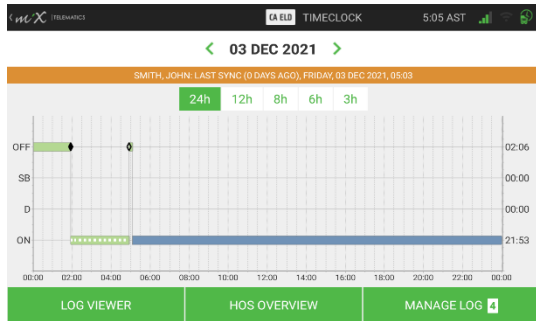 mˈX TELEMATICS CA ELD TIMECLOCK 5:05 AST
03 DEC 2021
SMITH, JOHN: LAST SYNC (0 DAYS AGO), FRIDAY, 03 DEC 2021, 05:03
24h 12h 8h 6h 3h
OFF 02:06
SB 00:00
D 00:00
ON 21:53
00:00 02:00 04:00 06:00 08:00 10:00 12:00 14:00 16:00 18:00 20:00 22:00 00:00
LOG VIEWER HOS OVERVIEW MANAGE LOG 4